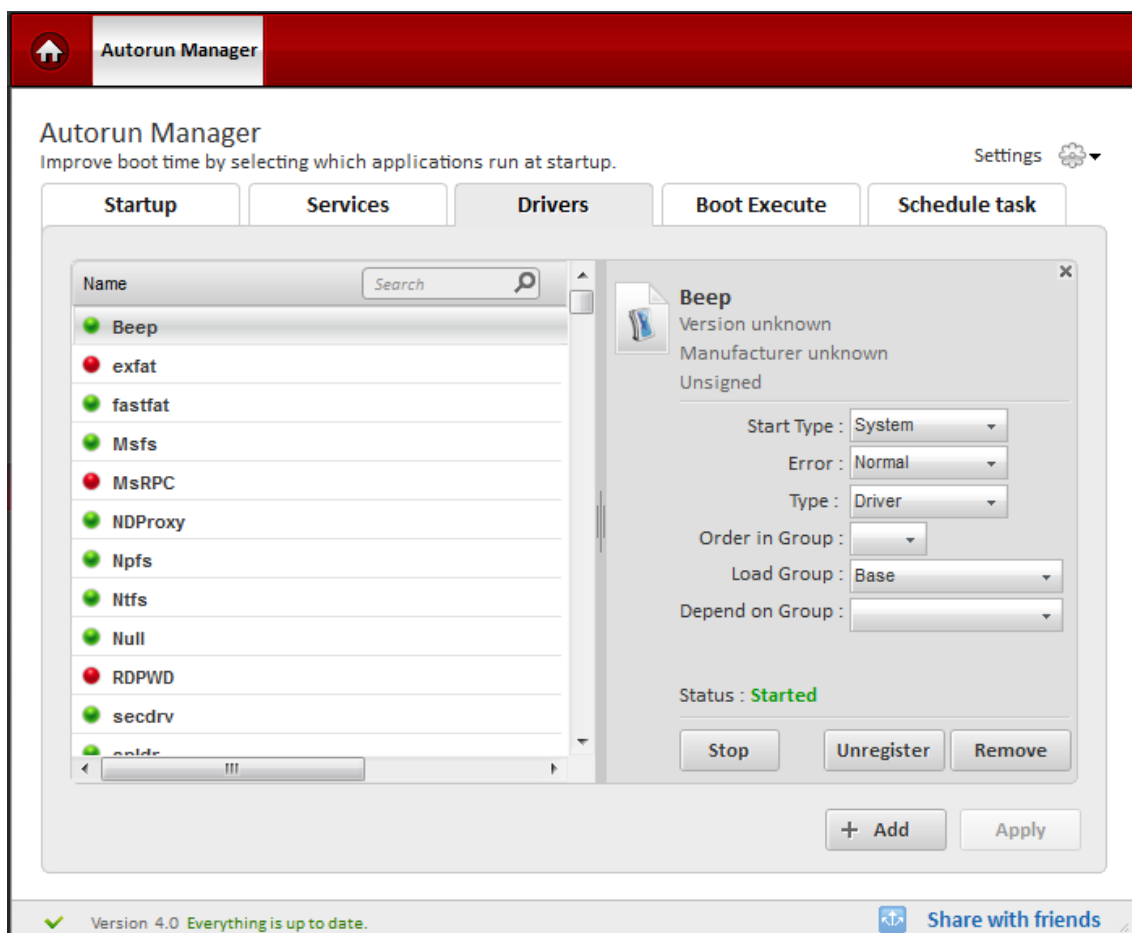 Autorun Manager
Autorun Manager
Improve boot time by selecting which applications run at startup.
Settings
Startup Services Drivers Boot Execute Schedule task
Name Search
Beep
exfat
fastfat
Msfs
MsRPC
NDProxy
Npfs
Ntfs
Null
RDPWD
secdrv
Beep
Version unknown
Manufacturer unknown
Unsigned
Start Type : System
Error : Normal
Type : Driver
Order in Group :
Load Group : Base
Depend on Group :
Status : Started
Stop Unregister Remove
+ Add Apply
Version 4.0 Everything is up to date. Share with friends